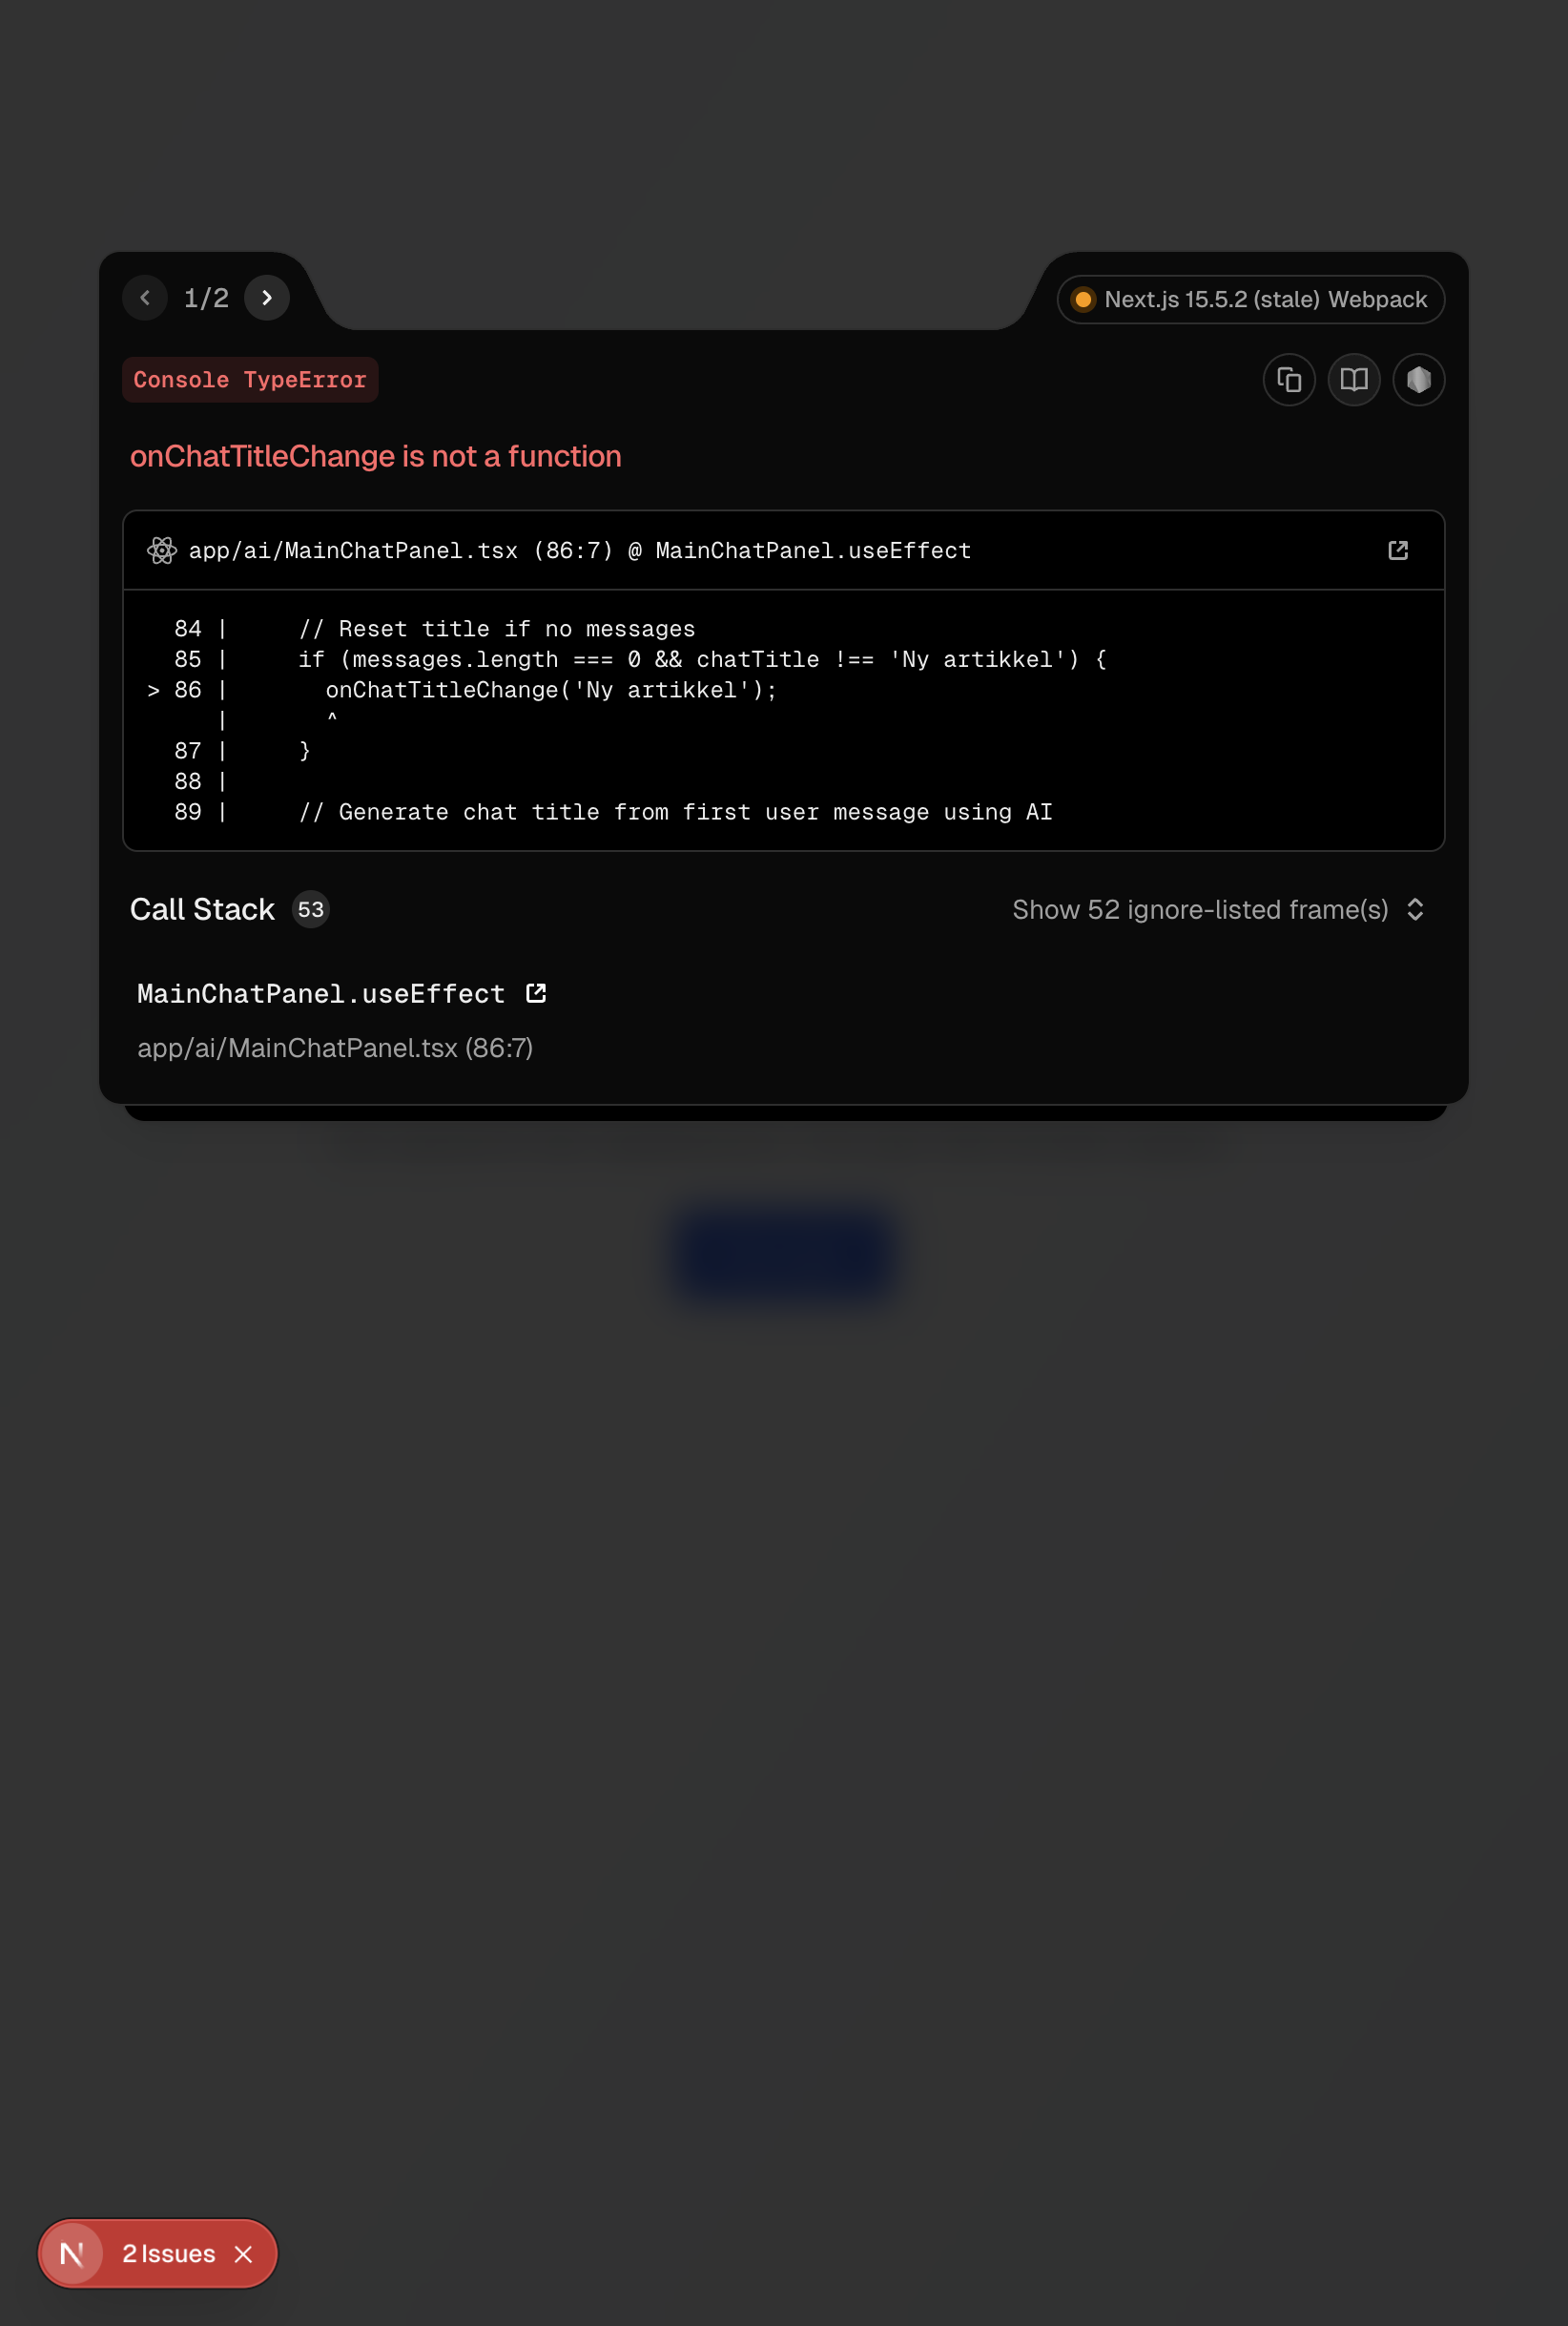 1/2
Next.js 15.5.2 (stale) Webpack
Console TypeError
onChatTitleChange is not a function
app/ai/MainChatPanel.tsx (86:7) @ MainChatPanel.useEffect
84 |     // Reset title if no messages
85 |     if (messages.length === 0 && chatTitle !== 'Ny artikkel') {
> 86 |       onChatTitleChange('Ny artikkel');
|       ^
87 |     }
88 |
89 |     // Generate chat title from first user message using AI
Call Stack 53
Show 52 ignore-listed frame(s)
MainChatPanel.useEffect
app/ai/MainChatPanel.tsx (86:7)
N 2 Issues